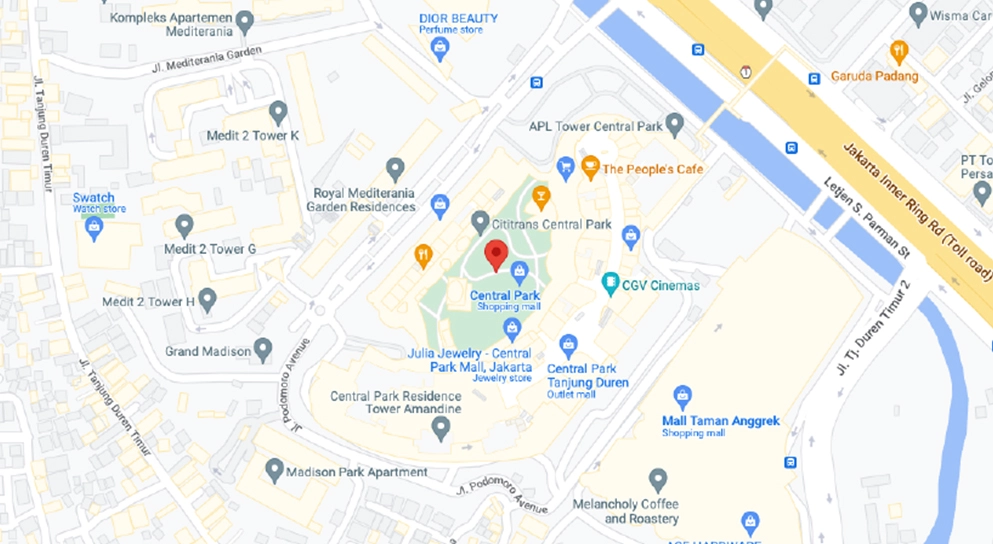 Kompleks Apartemen
Mediterania
DIOR BEAUTY
Perfume store
Wisma Car
Garuda Padang
Jl. Mediterania Garden
Jl. Tanjung Duren Timur
Medit 2 Tower K
APL Tower Central Park
The People's Cafe
Jakarta Inner Ring Rd (Toll road)
PT To
Persa
Swatch
Watch store
Royal Mediterania
Garden Residences
Cititrans Central Park
Letjen S. Parman St
Medit 2 Tower G
Medit 2 Tower H
Central Park
Shopping mall
CGV Cinemas
Jl. Tj. Duren Timur 2
Grand Madison
Jl. Podomoro Avenue
Julia Jewelry - Central
Park Mall, Jakarta
Jewelry store
Central Park
Tanjung Duren
Outlet mall
Jl. Tanjung Duren Timur
Central Park Residence
Tower Amandine
Mall Taman Anggrek
Shopping mall
Madison Park Apartment
Jl. Podomoro Avenue
Melancholy Coffee
and Roastery